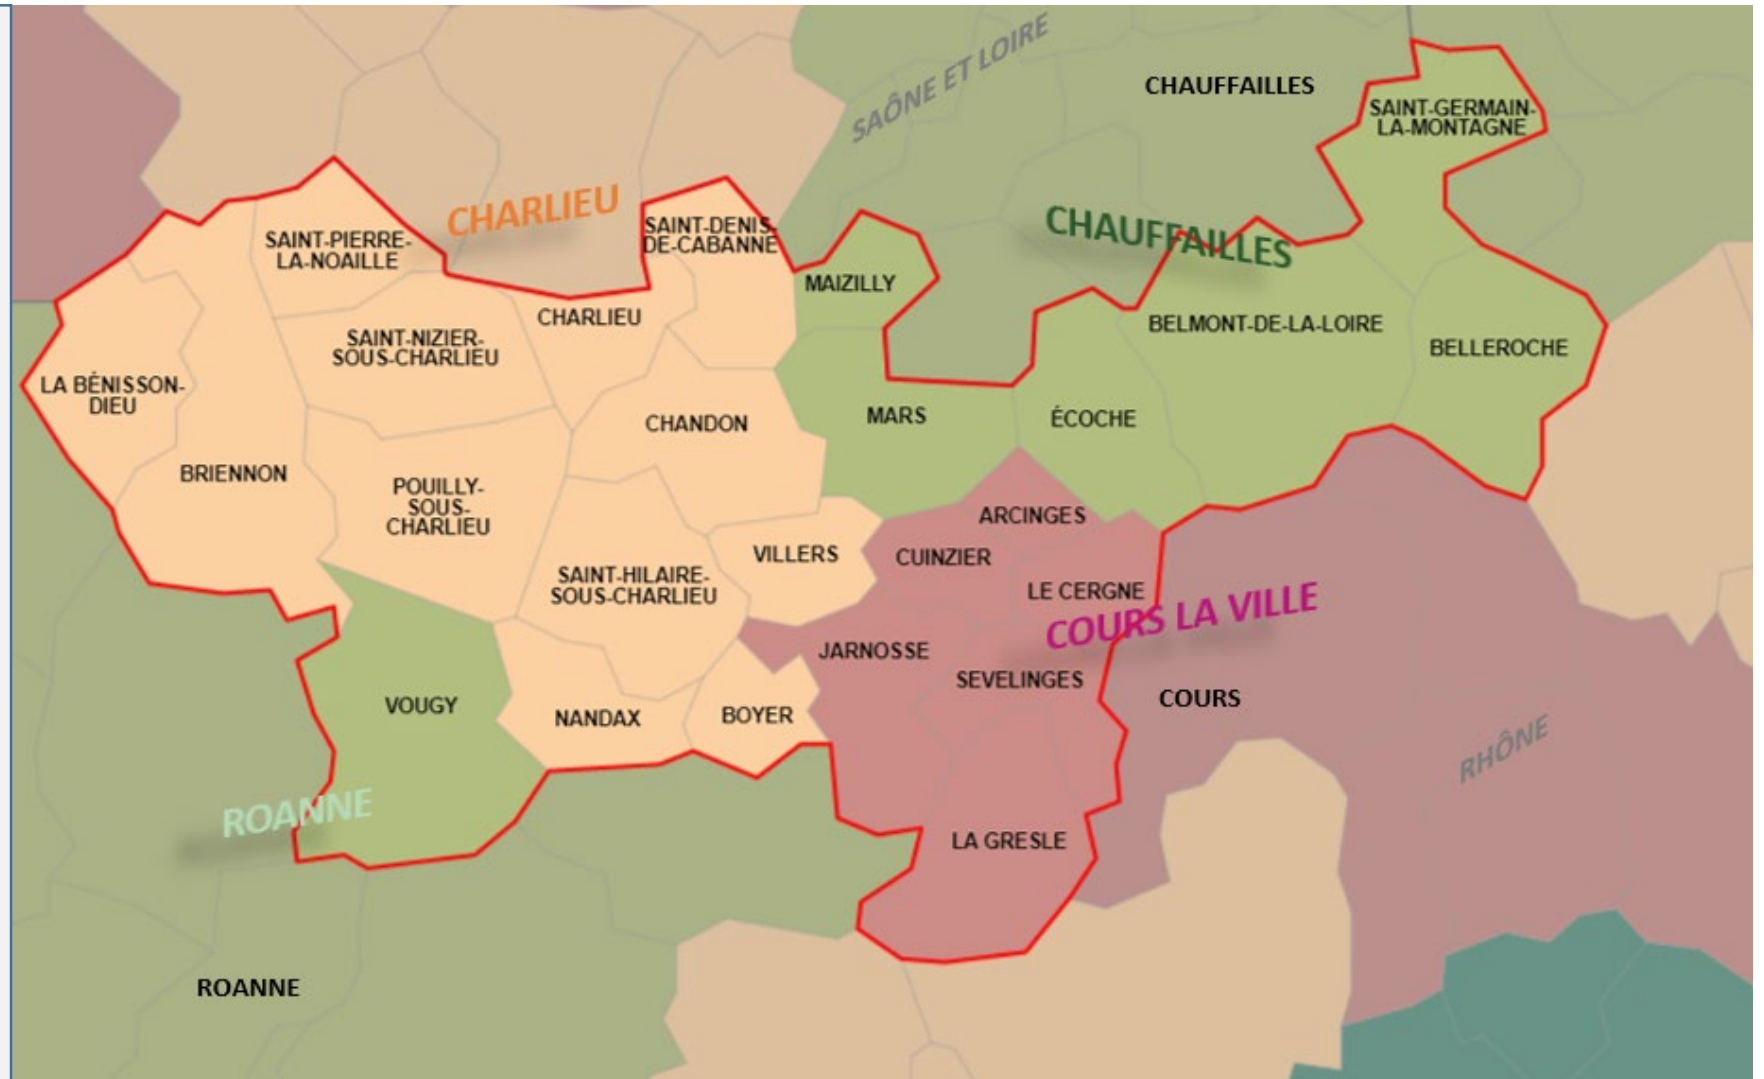 SAÔNE ET LOIRE
CHAUFFAILLES
SAINT-GERMAIN-
LA-MONTAGNE
CHARLIEU
SAINT-PIERRE-
LA-NOAILLE
SAINT-DENIS-
DE-CABANNE
CHAUFFAILLES
MAIZILLY
CHARLIEU
BELMONT-DE-LA-LOIRE
SAINT-NIZIER-
SOUS-CHARLIEU
BELLEROCHE
LA BÉNISSON-
DIEU
CHANDON
MARS
ÉCOCHE
BRIENNON
POUILLY-
SOUS-
CHARLIEU
ARCINGES
VILLERS
CUINZIER
SAINT-HILAIRE-
SOUS-CHARLIEU
LE CERGNE
COURS LA VILLE
JARNOSSE
SEVELINGES
COURS
VOUGY
NANDAX
BOYER
RHÔNE
ROANNE
LA GRESLE
ROANNE